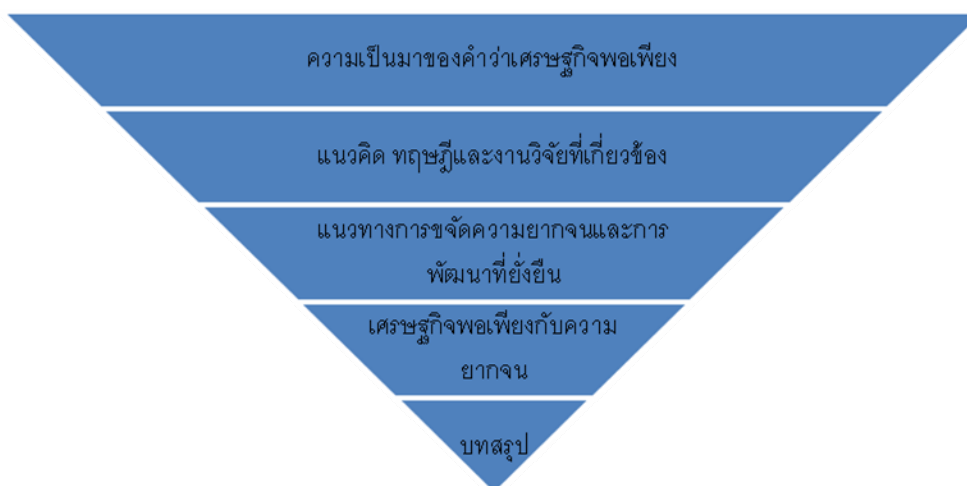 ความเป็นมาของคำว่าเศรษฐกิจพอเพียง
แนวคิด ทฤษฎีและงานวิจัยที่เกี่ยวข้อง
แนวทางการขจัดความยากจนและการ
พัฒนาที่ยั่งยืน
เศรษฐกิจพอเพียงกับความ
ยากจน
บทสรุป